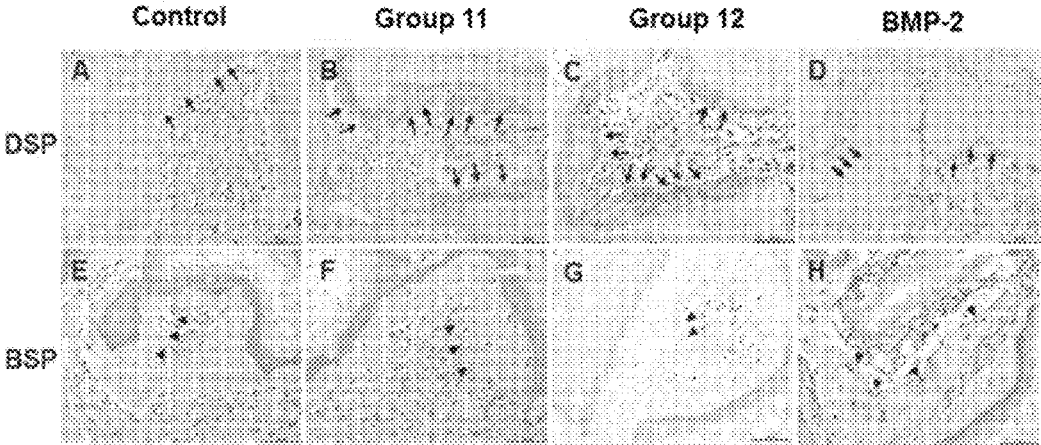 Control Group 11 Group 12 BMP-2
A B C D
DSP
E F G H
BSP